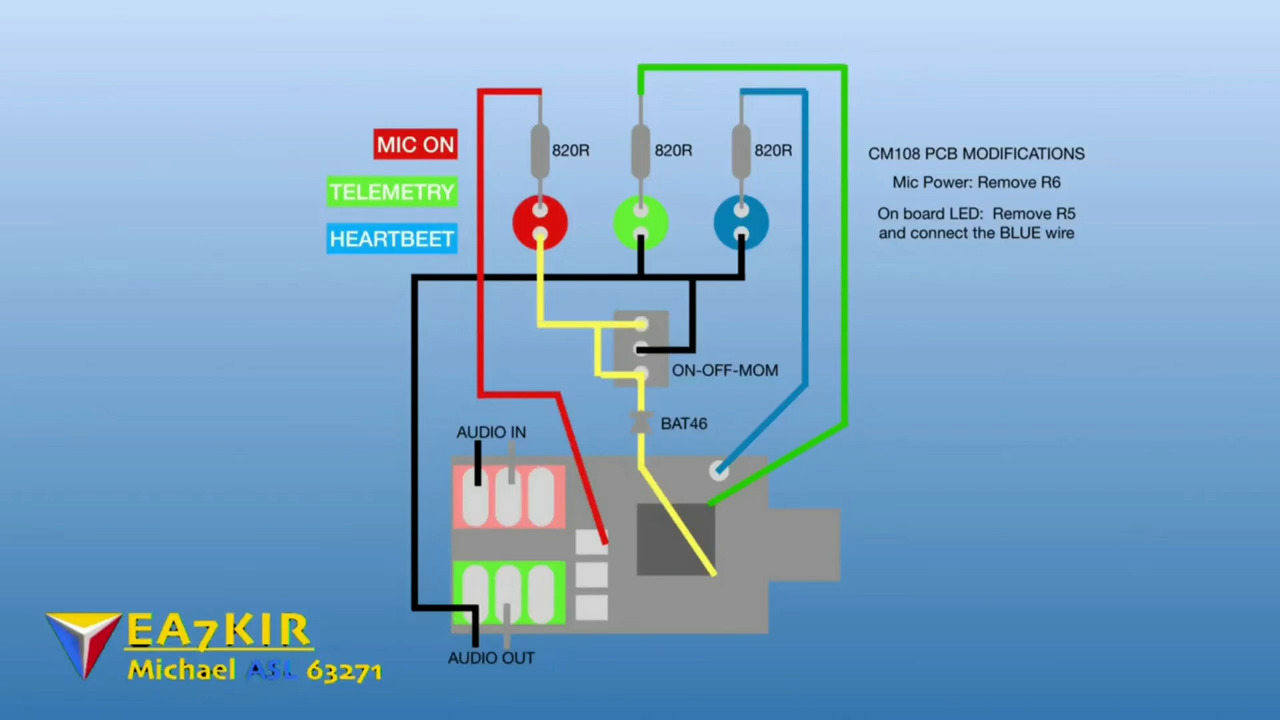 MIC ON
820R
820R
820R
CM108 PCB MODIFICATIONS
Mic Power: Remove R6
TELEMETRY
On board LED: Remove R5
and connect the BLUE wire
HEARTBEET
ON-OFF-MOM
BAT46
AUDIO IN
AUDIO OUT
EA7KIR
Michael ASL 63271